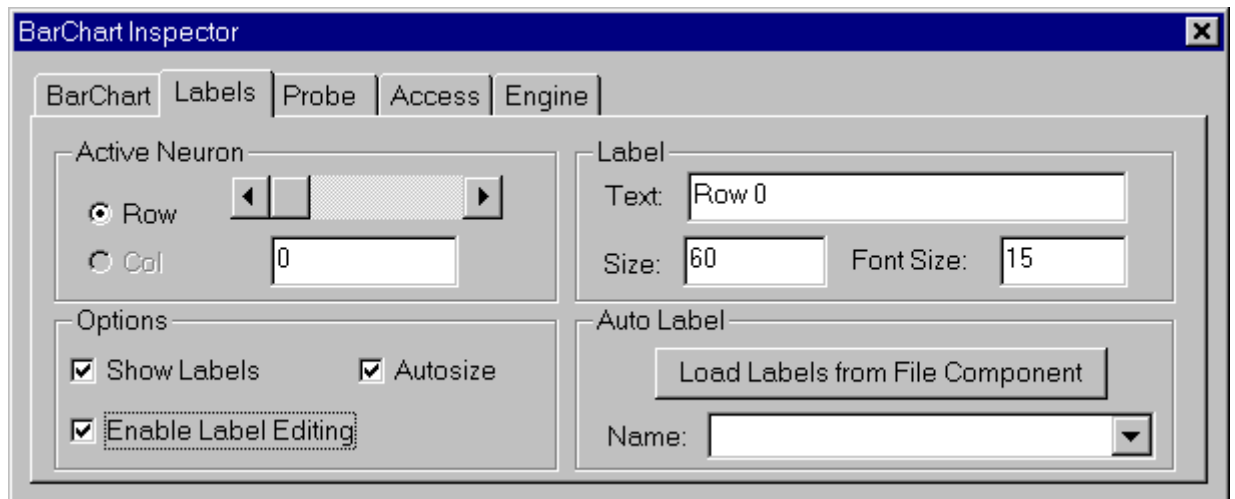 BarChart Inspector
BarChart Labels Probe Access Engine
Active Neuron
Row
Col
0
Label
Text: Row 0
Size: 60 Font Size: 15
Options
Show Labels Autosize
Enable Label Editing
Auto Label
Load Labels from File Component
Name: